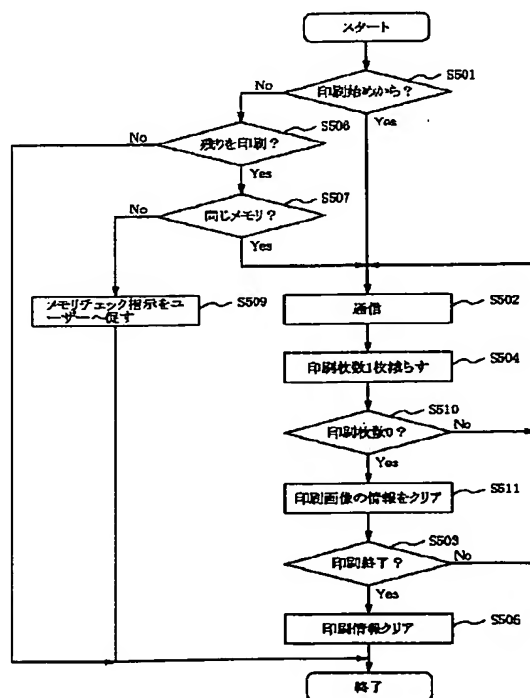 スタート
S501
印刷始めから？
No
Yes
S506
残りを印刷？
No
Yes
S507
同じメモリ？
No
Yes
S509
メモリチェック指示をユ
ーザーへ促す
通信
S502
印刷枚数1枚減らす
S504
S510
印刷枚数0？
No
Yes
印刷画像の情報をクリア
S511
S503
印刷終了？
No
Yes
印刷情報クリア
S505
終了